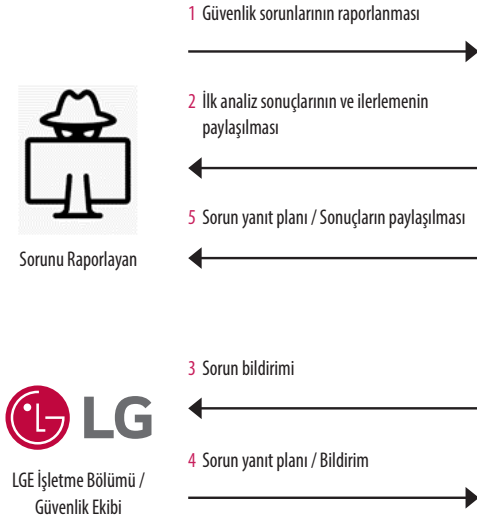 1 Güvenlik sorunlarının raporlanması
2 İlk analiz sonuçlarının ve ilerlemenin
paylaşılması
5 Sorun yanıt planı / Sonuçların paylaşılması
Sorunu Raporlayan
3 Sorun bildirimi
LG
4 Sorun yanıt planı / Bildirim
LGE İşletme Bölümü /
Güvenlik Ekibi